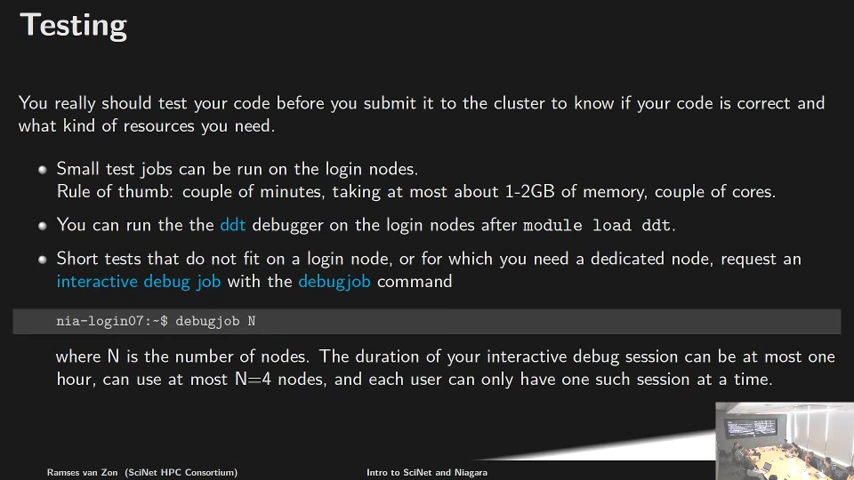 Testing
You really should test your code before you submit it to the cluster to know if your code is correct and
what kind of resources you need.
Small test jobs can be run on the login nodes.
Rule of thumb: couple of minutes, taking at most about 1-2GB of memory, couple of cores.
You can run the the ddt debugger on the login nodes after module load ddt.
Short tests that do not fit on a login node, or for which you need a dedicated node, request an
interactive debug job with the debugjob command
nia-login07:~$ debugjob N
where N is the number of nodes. The duration of your interactive debug session can be at most one
hour, can use at most N=4 nodes, and each user can only have one such session at a time.
Ramses van Zon (SciNet HPC Consortium)
Intro to SciNet and Niagara